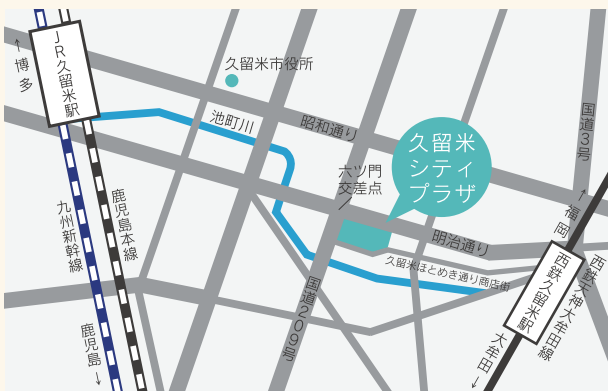 ↑博多
JR久留米駅
久留米市役所
池町川
昭和通り
国道3号
久留米
シティ
プラザ
六ツ門
交差点
↑福岡
明治通り
久留米ほとめき通り商店街
九州新幹線
鹿児島本線
国道209号
西鉄久留米駅
西鉄天神大牟田線
鹿児島↓
大牟田↓